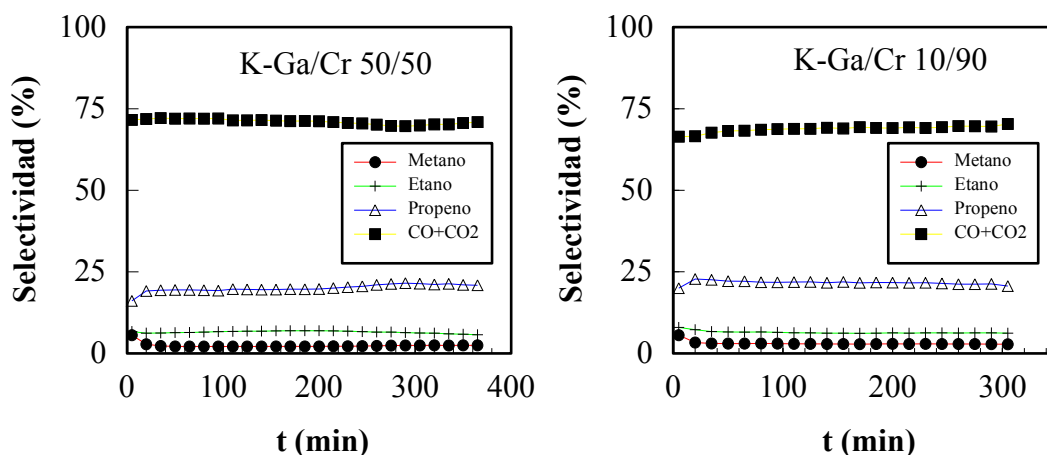 100
75
50
25
0
Selectividad (%)
K-Ga/Cr 50/50
Metano
Etano
Propeno
CO+CO2
0 100 200 300 400
t (min)
100
75
50
25
0
Selectividad (%)
K-Ga/Cr 10/90
Metano
Etano
Propeno
CO+CO2
0 100 200 300
t (min)